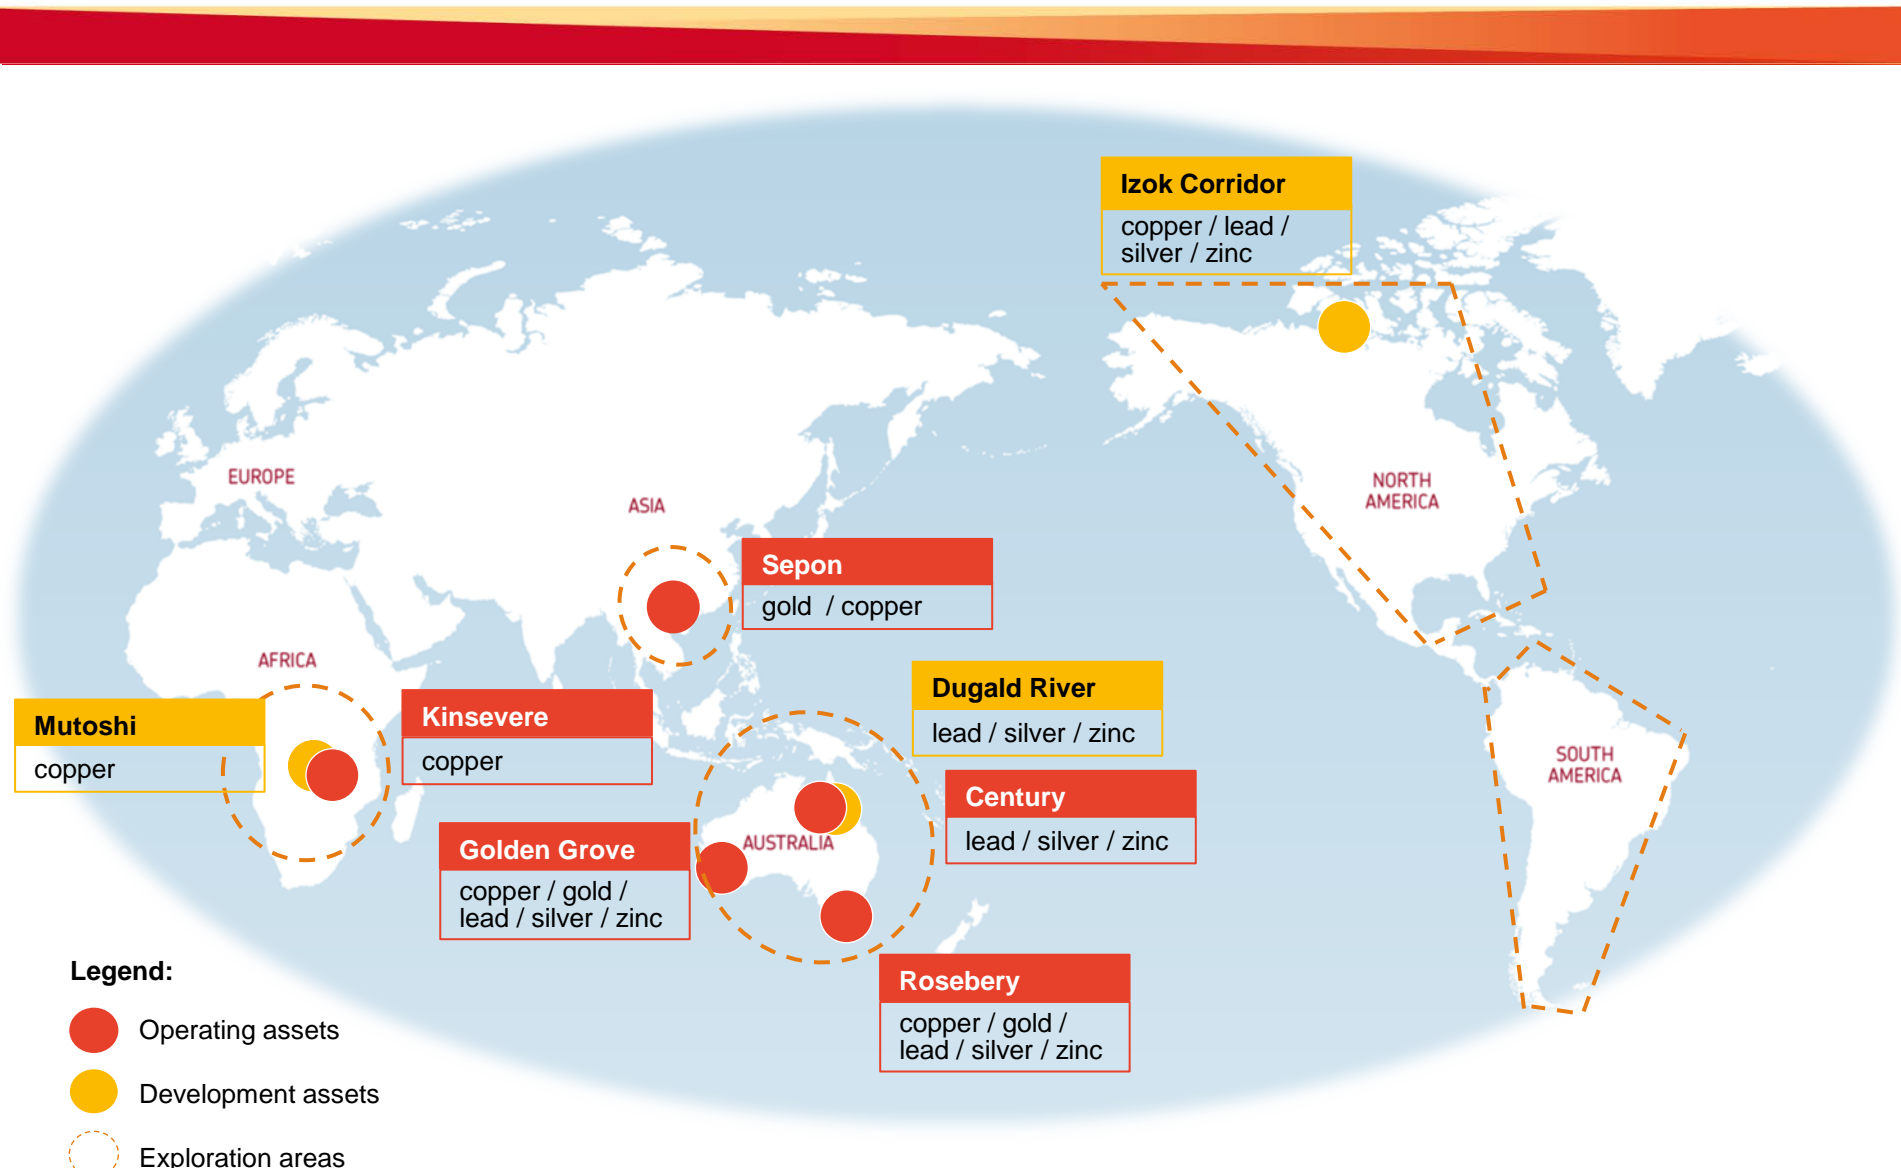 Izok Corridor
copper / lead /
silver / zinc
EUROPE
ASIA
NORTH
AMERICA
Sepon
gold / copper
AFRICA
Mutoshi
copper
Kinsevere
copper
Dugald River
lead / silver / zinc
Century
lead / silver / zinc
SOUTH
AMERICA
AUSTRALIA
Golden Grove
copper / gold /
lead / silver / zinc
Rosebery
copper / gold /
lead / silver / zinc
Legend:
Operating assets
Development assets
Exploration areas